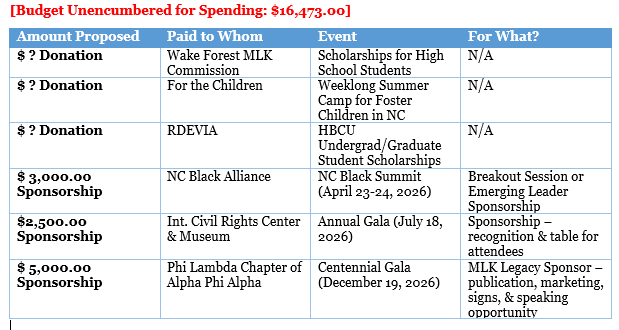 [Budget Unencumbered for Spending: $16,473.00]
Amount Proposed Paid to Whom Event For What?
$ ? Donation Wake Forest MLK Scholarships for High N/A
Commission School Students
$ ? Donation For the Children Weeklong Summer N/A
Camp for Foster
Children in NC
$ ? Donation RDEVIA HBCU N/A
Undergrad/Graduate
Student Scholarships
$ 3,000.00 NC Black Alliance NC Black Summit Breakout Session or
Sponsorship (April 23-24, 2026) Emerging Leader
Sponsorship
$2,500.00 Int. Civil Rights Center Annual Gala (July 18, Sponsorship –
Sponsorship & Museum 2026) recognition & table for
attendees
$ 5,000.00 Phi Lambda Chapter of Centennial Gala MLK Legacy Sponsor –
Sponsorship Alpha Phi Alpha (December 19, 2026) publication, marketing,
signs, & speaking
opportunity